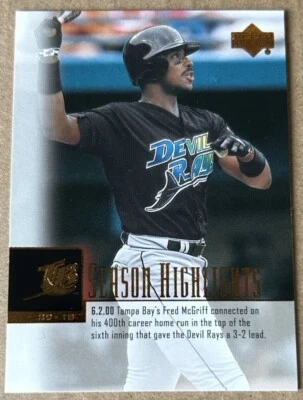 DEVIL
RAYS
SEASON HIGHLIGHTS
6.2.00 Tampa Bay's Fred McGriff connected on
his 400th career home run in the top of the
sixth inning that gave the Devil Rays a 3-2 lead.